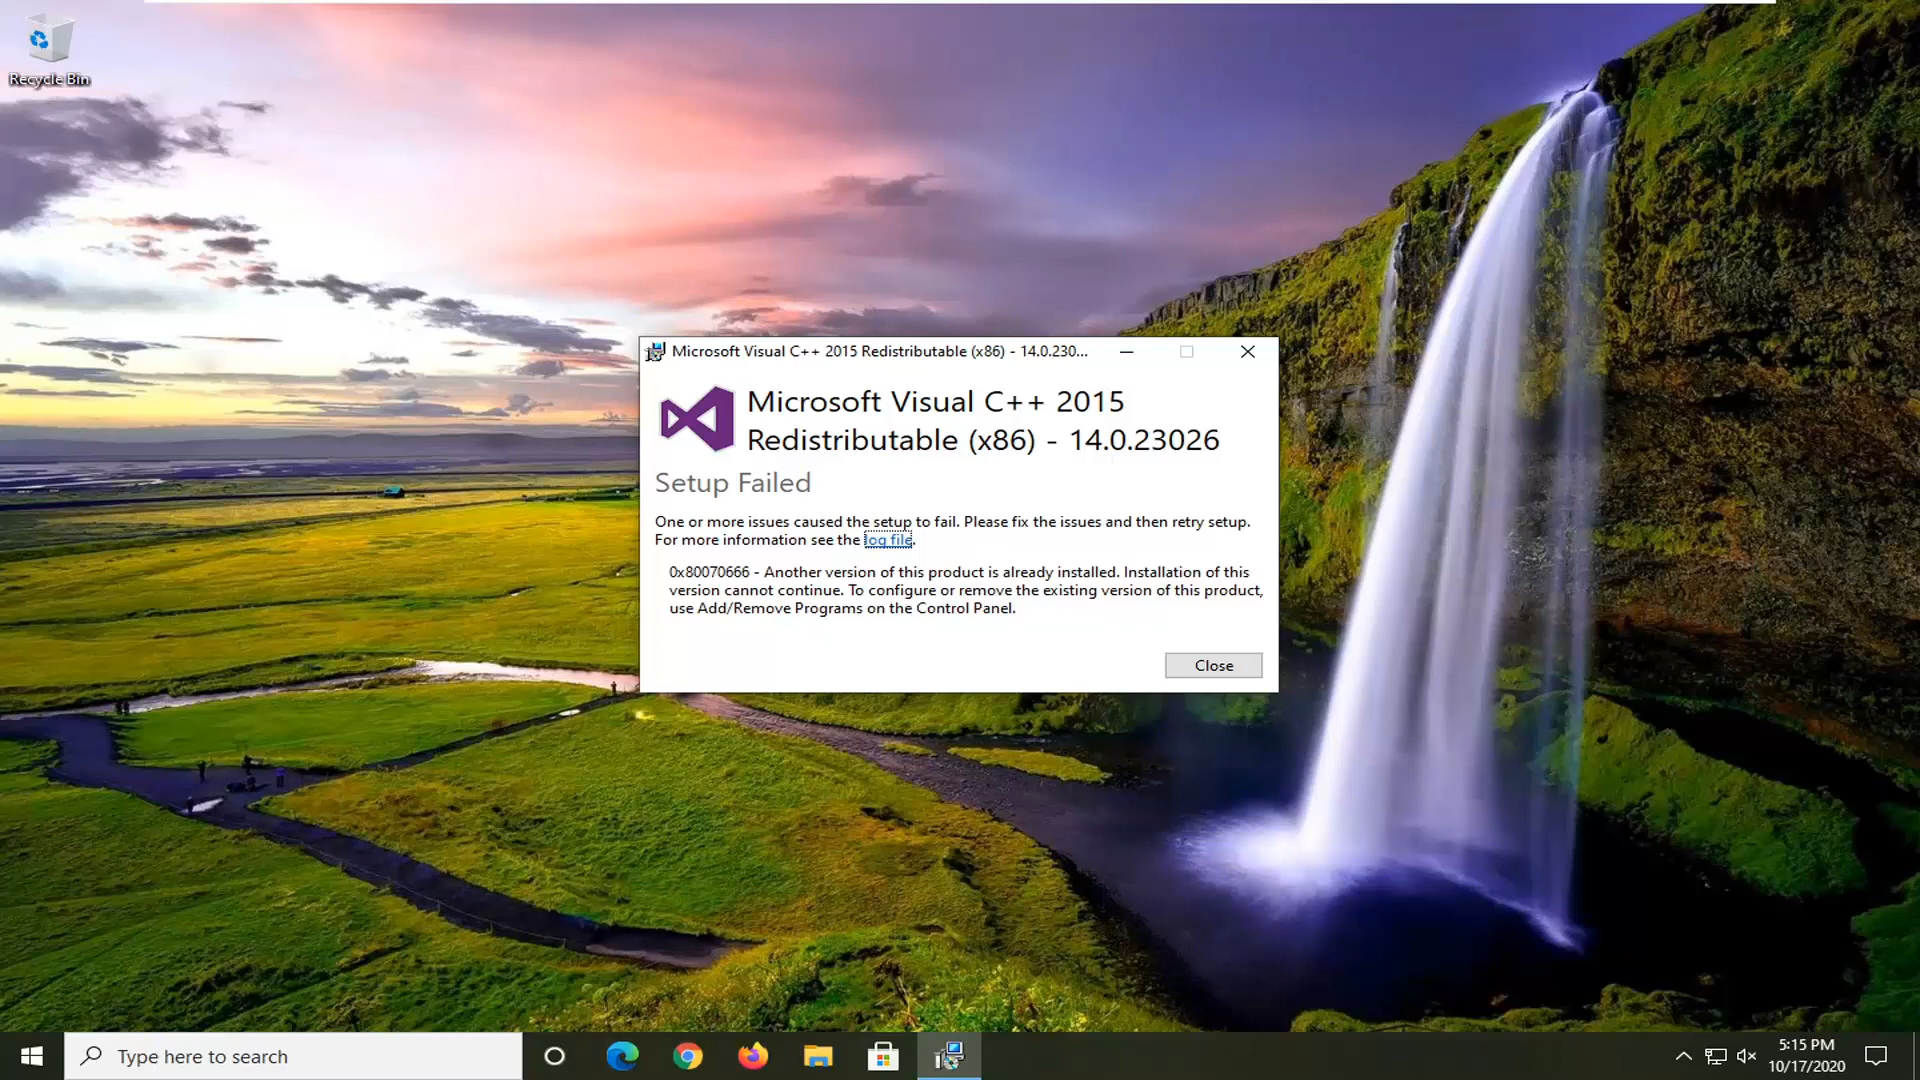 Recycle Bin
Microsoft Visual C++ 2015 Redistributable (x86) - 14.0.230...
Microsoft Visual C++ 2015
Redistributable (x86) - 14.0.23026
Setup Failed
One or more issues caused the setup to fail. Please fix the issues and then retry setup.
For more information see the log file.
0x80070666 - Another version of this product is already installed. Installation of this
version cannot continue. To configure or remove the existing version of this product,
use Add/Remove Programs on the Control Panel.
Close
Type here to search
5:15 PM
10/17/2020